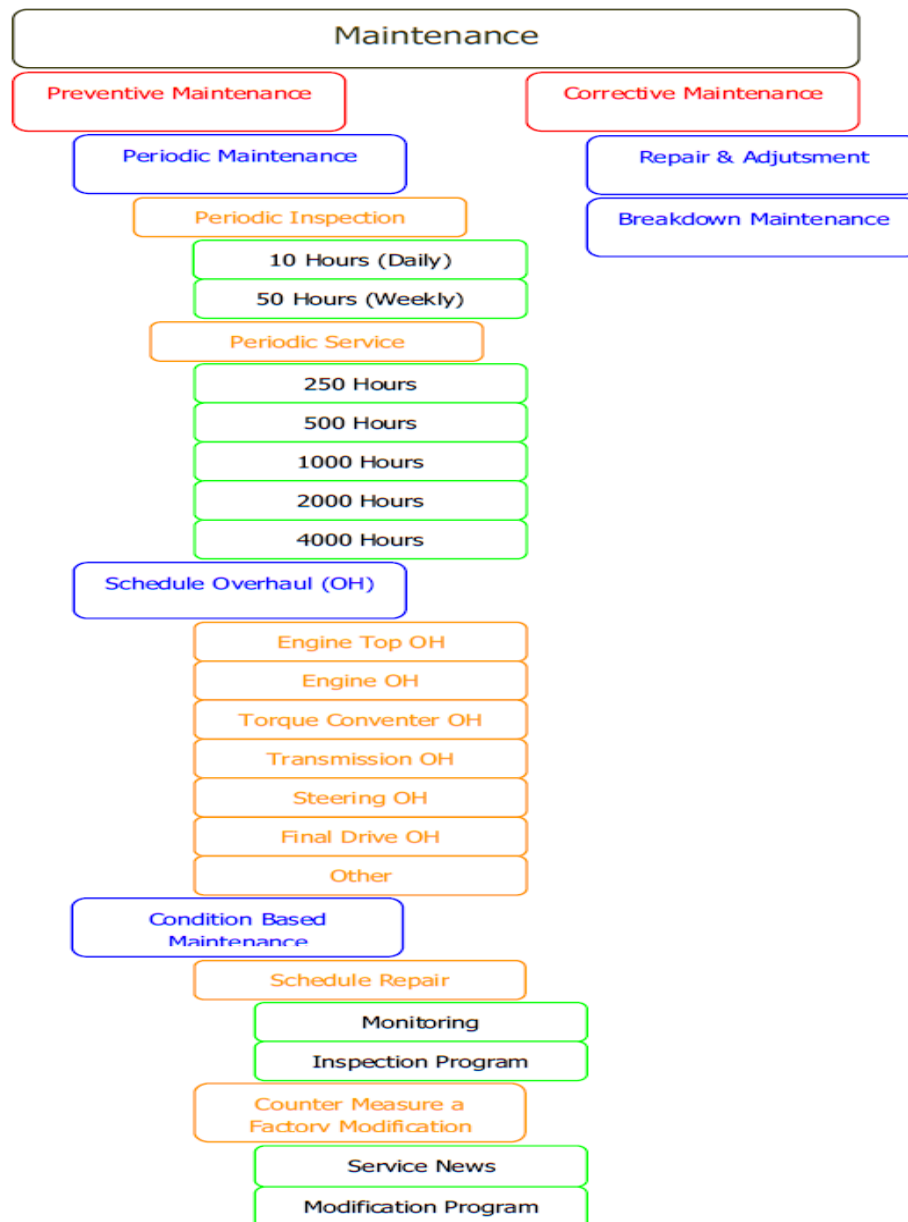 Maintenance
Preventive Maintenance
Corrective Maintenance
Periodic Maintenance
Repair & Adjutsment
Periodic Inspection
Breakdown Maintenance
10 Hours (Daily)
50 Hours (Weekly)
Periodic Service
250 Hours
500 Hours
1000 Hours
2000 Hours
4000 Hours
Schedule Overhaul (OH)
Engine Top OH
Engine OH
Torque Conventer OH
Transmission OH
Steering OH
Final Drive OH
Other
Condition Based
Maintenance
Schedule Repair
Monitoring
Inspection Program
Counter Measure a
Factory Modification
Service News
Modification Program